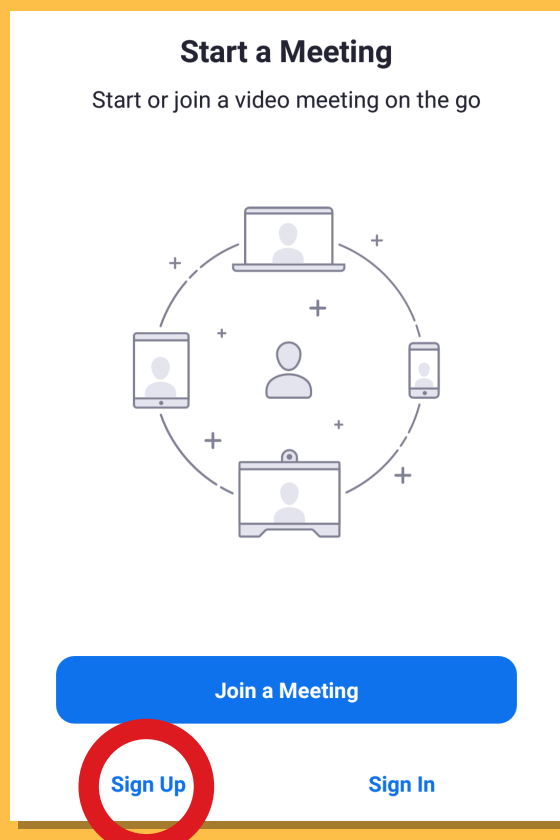 Start a Meeting
Start or join a video meeting on the go
Join a Meeting
Sign Up
Sign In